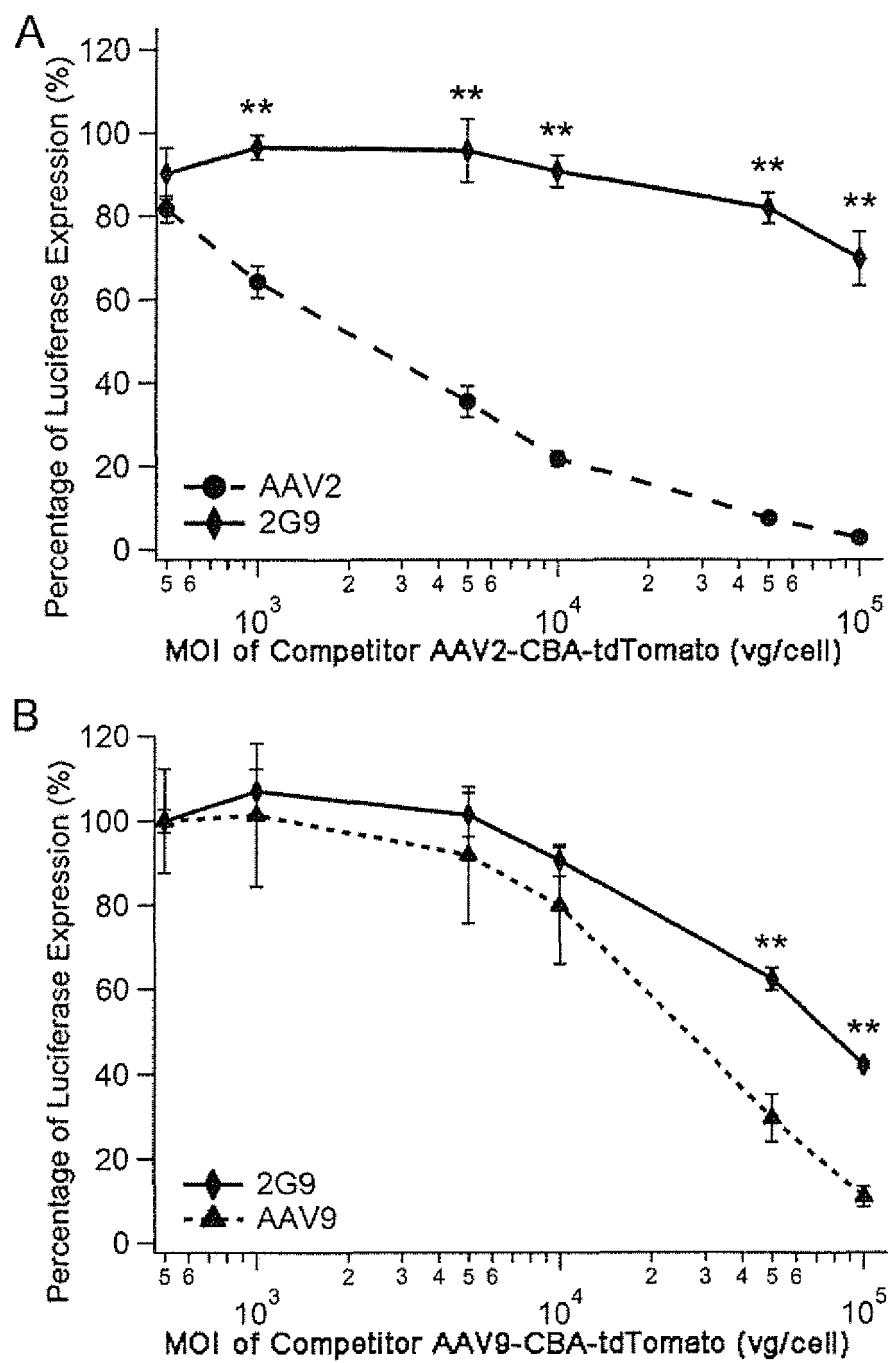 A
Percentage of Luciferase Expression (%)
120
100
80
60
40
20
0
**
**
**
**
**
AAV2
2G9
5 6 2 3 4 5 6 2 3 4 5 6
10³ 10⁴ 10⁵
MOI of Competitor AAV2-CBA-tdTomato (vg/cell)
B
Percentage of Luciferase Expression (%)
120
100
80
60
40
20
0
**
**
2G9
AAV9
5 6 2 3 4 5 6 2 3 4 5 6
10³ 10⁴ 10⁵
MOI of Competitor AAV9-CBA-tdTomato (vg/cell)